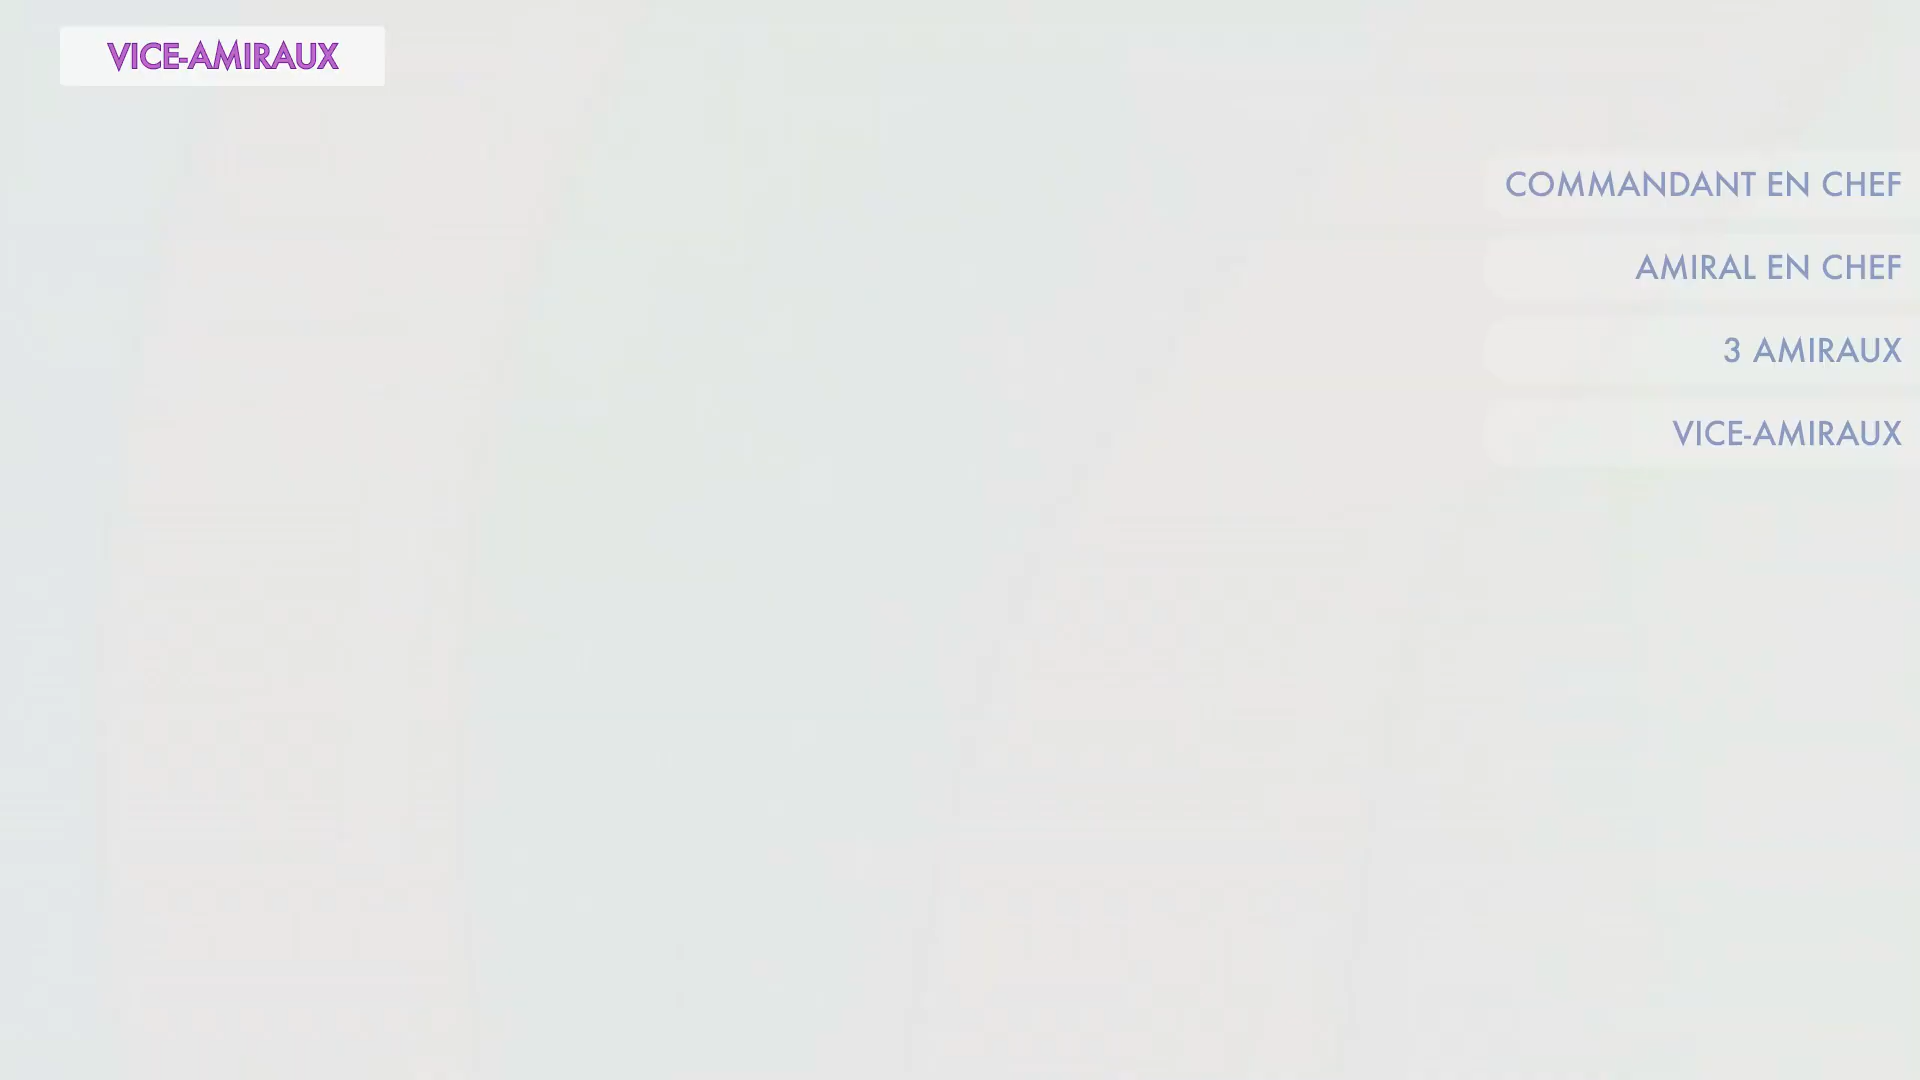 VICE-AMIRAUX
COMMANDANT EN CHEF
AMIRAL EN CHEF
3 AMIRAUX
VICE-AMIRAUX